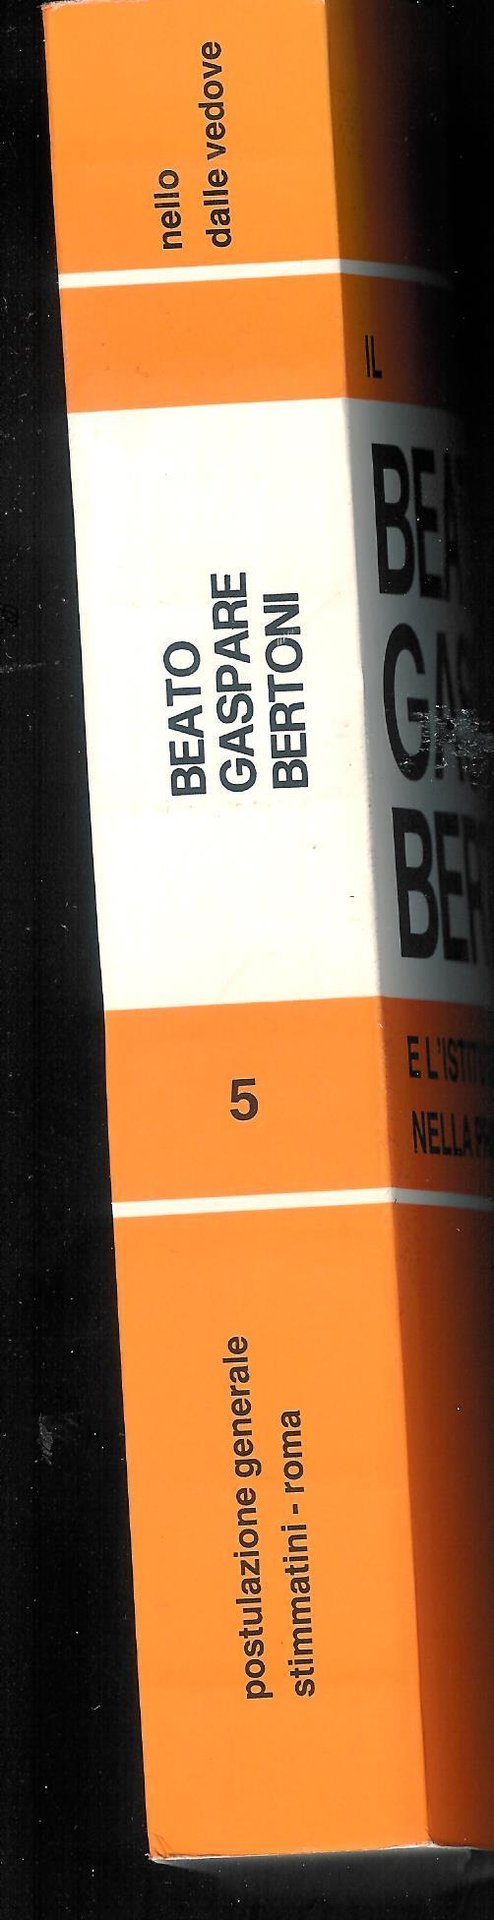 nello
dalle vedove
BEATO
GASPARE
BERTONI
5
postulazione generale
stimmatini - roma
IL
E L'